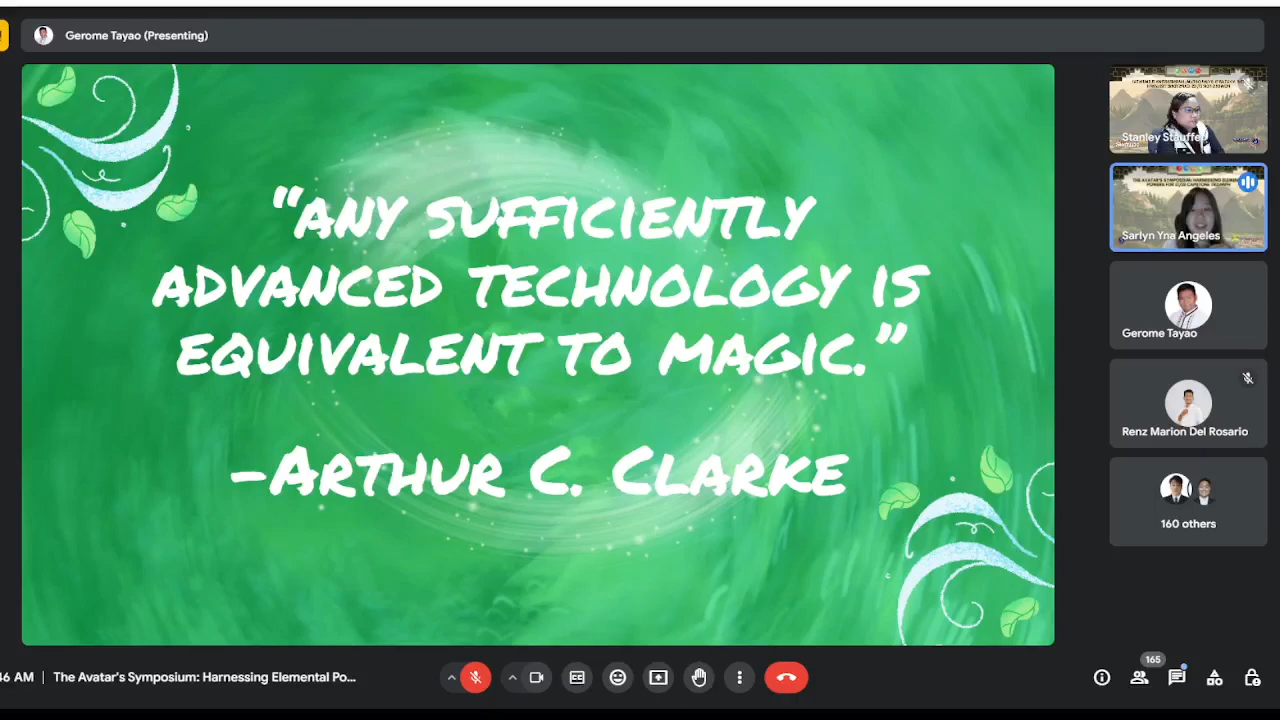 Gerome Tayao (Presenting)
“ANY SUFFICIENTLY
ADVANCED TECHNOLOGY IS
EQUIVALENT TO MAGIC.”
-ARTHUR C. CLARKE
Stanley Stauffer
Sarlyn Yna Angeles
Gerome Tayao
Renz Marion Del Rosario
160 others
46 AM
The Avatar's Symposium: Harnessing Elemental Po...
165